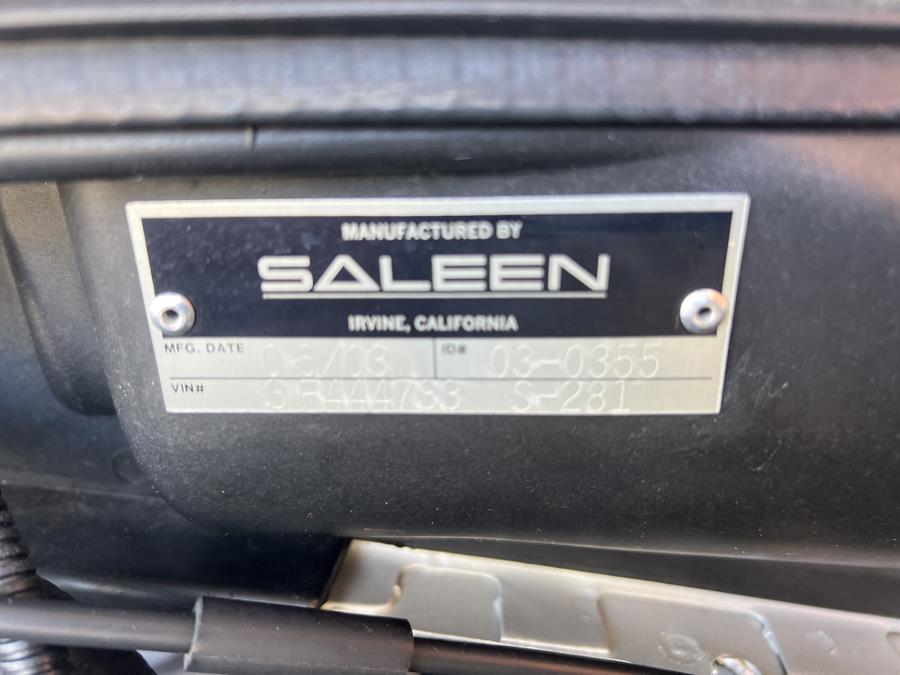 MANUFACTURED BY
SALEEN
IRVINE, CALIFORNIA
MFG. DATE 06/03 ID# 03-0355
VIN# 3F444733 S-281